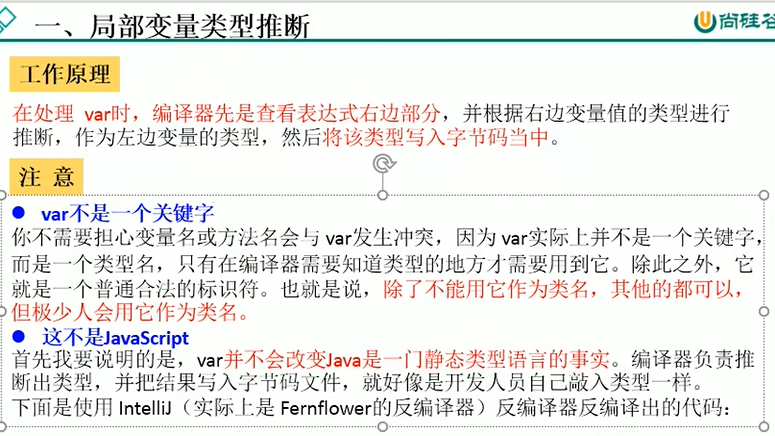 一、局部变量类型推断
尚硅谷
工作原理
在处理 var时，编译器先是查看表达式右边部分，并根据右边变量值的类型进行
推断，作为左边变量的类型，然后将该类型写入字节码当中。
注 意
● var不是一个关键字
你不需要担心变量名或方法名会与 var发生冲突，因为 var实际上并不是一个关键字，
而是一个类型名，只有在编译器需要知道类型的地方才需要用到它。除此之外，它
就是一个普通合法的标识符。也就是说，除了不能用它作为类名，其他的都可以，
但极少人会用它作为类名。
● 这不是JavaScript
首先我要说明的是，var并不会改变Java是一门静态类型语言的事实。编译器负责推
断出类型，并把结果写入字节码文件，就好像是开发人员自己敲入类型一样。
下面是使用 IntelliJ（实际上是 Fernflower的反编译器）反编译器反编译出的代码：